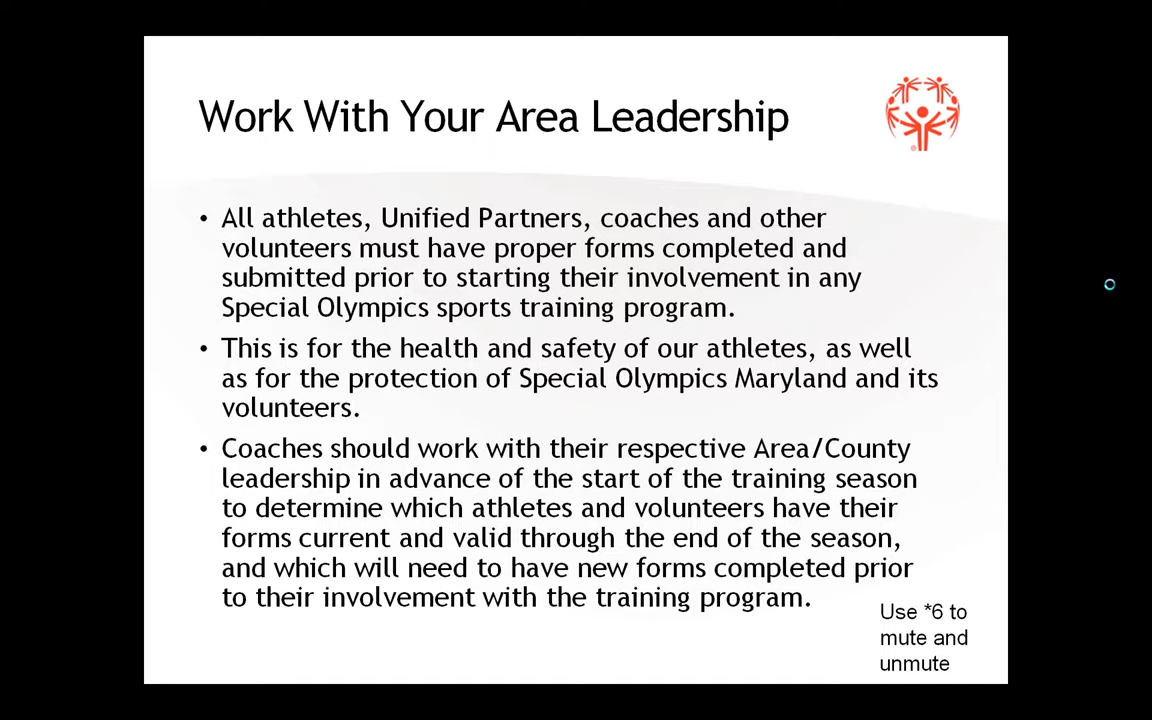 Work With Your Area Leadership
• All athletes, Unified Partners, coaches and other
volunteers must have proper forms completed and
submitted prior to starting their involvement in any
Special Olympics sports training program.
• This is for the health and safety of our athletes, as well
as for the protection of Special Olympics Maryland and its
volunteers.
• Coaches should work with their respective Area/County
leadership in advance of the start of the training season
to determine which athletes and volunteers have their
forms current and valid through the end of the season,
and which will need to have new forms completed prior
to their involvement with the training program.
Use *6 to
mute and
unmute